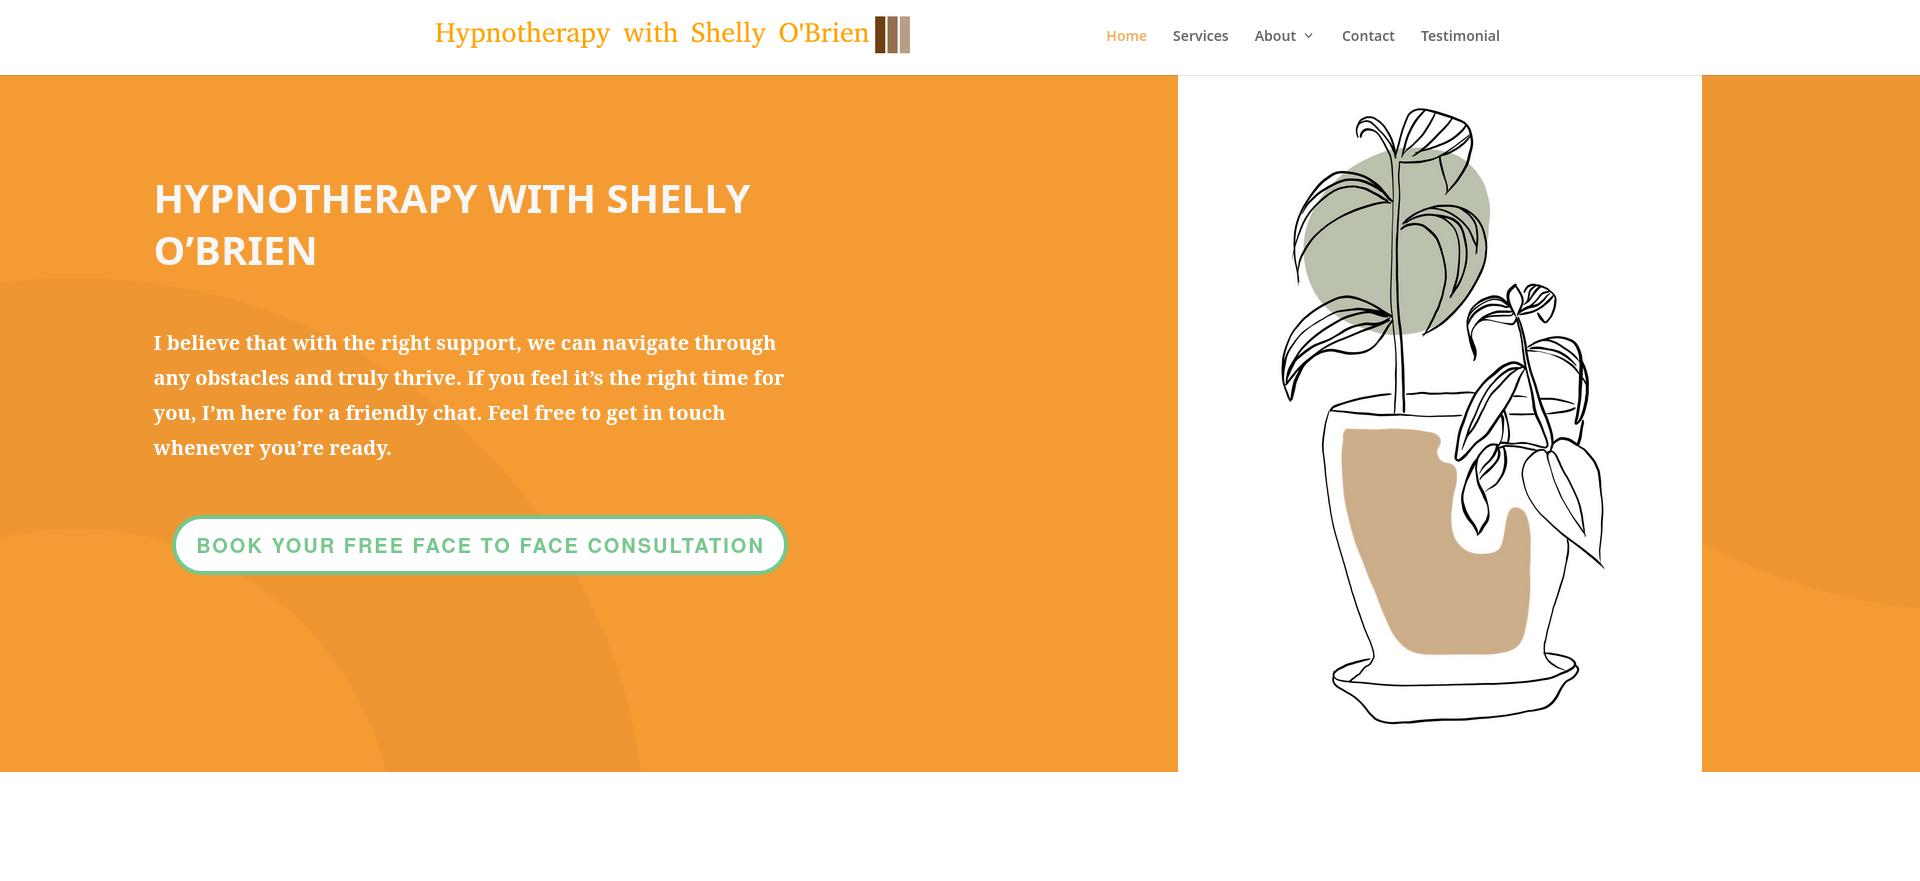 Hypnotherapy with Shelly O'Brien
Home Services About Contact Testimonial
HYPNOTHERAPY WITH SHELLY
O’BRIEN
I believe that with the right support, we can navigate through
any obstacles and truly thrive. If you feel it’s the right time for
you, I’m here for a friendly chat. Feel free to get in touch
whenever you’re ready.
BOOK YOUR FREE FACE TO FACE CONSULTATION